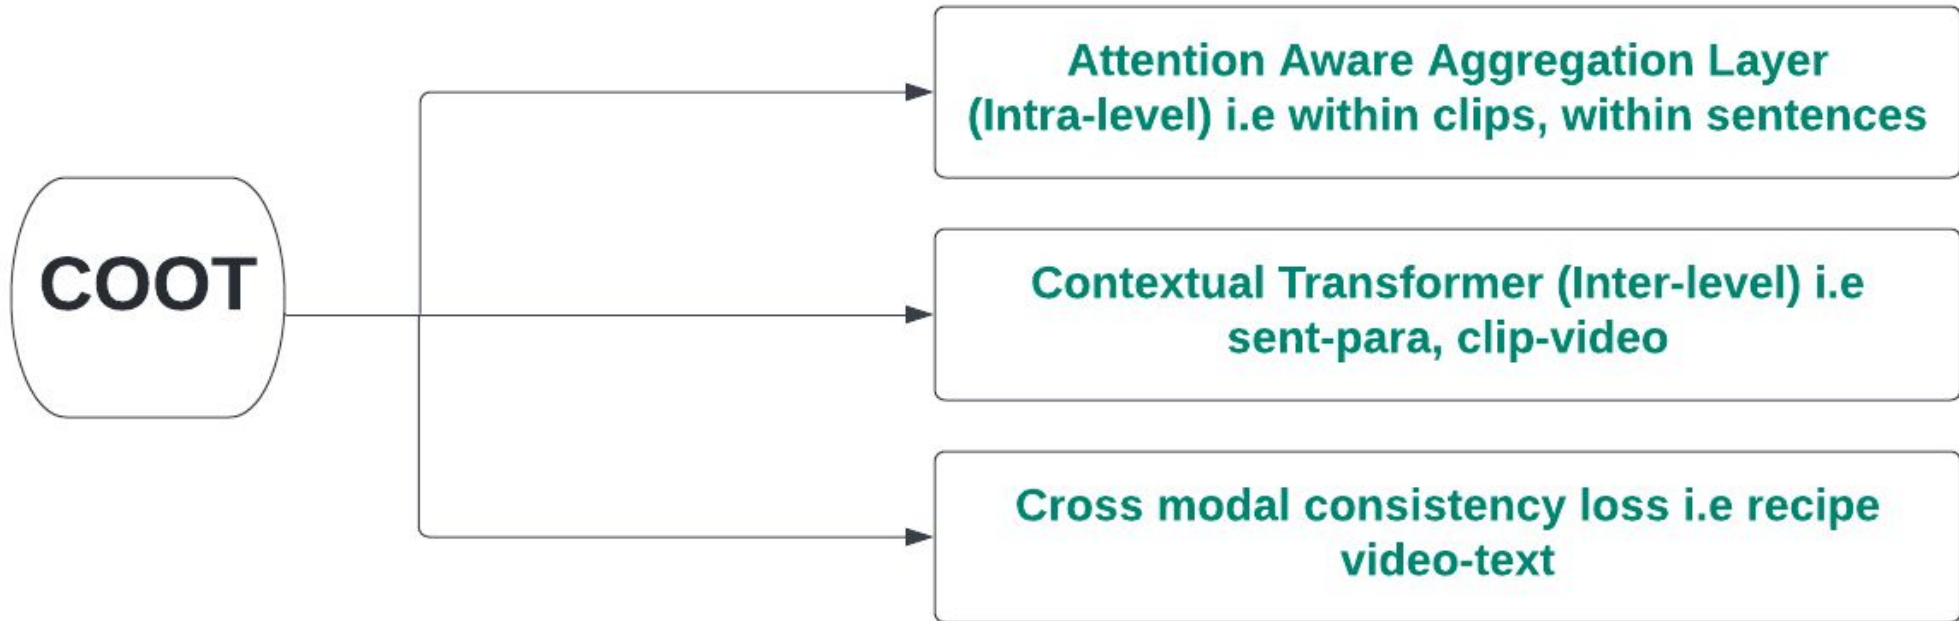 COOT
Attention Aware Aggregation Layer
(Intra-level) i.e within clips, within sentences
Contextual Transformer (Inter-level) i.e
sent-para, clip-video
Cross modal consistency loss i.e recipe
video-text